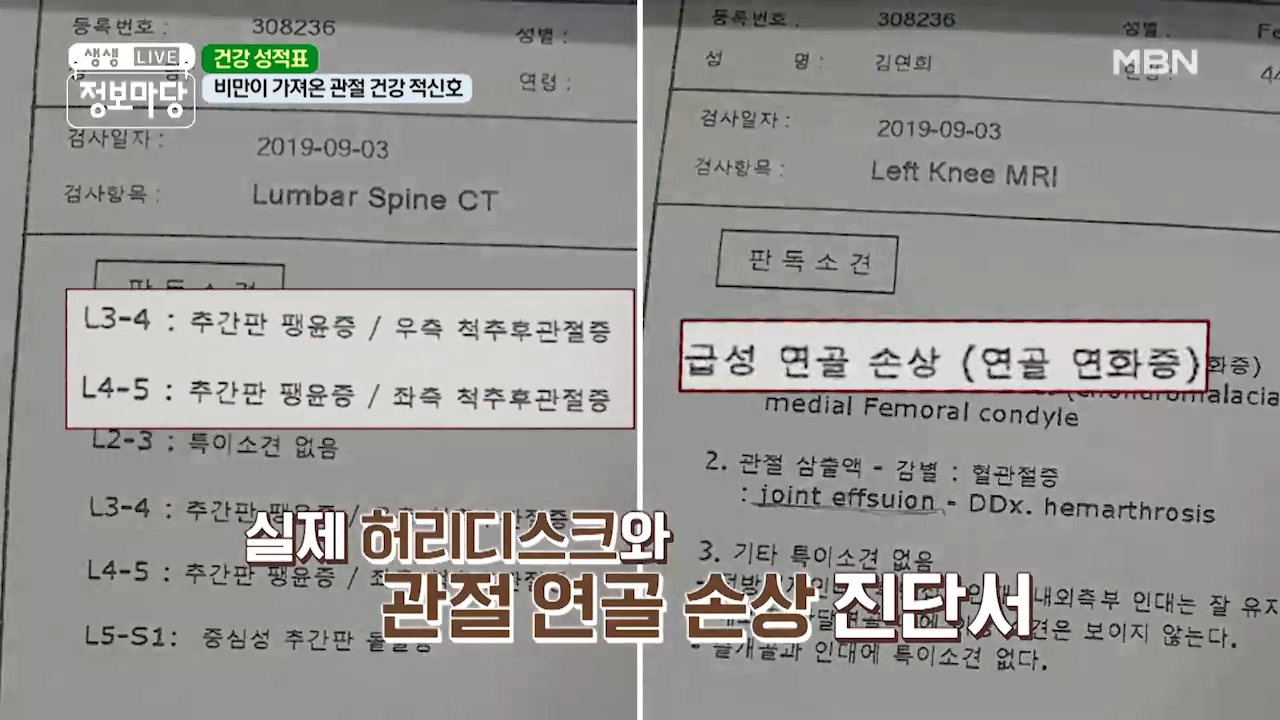 생생 LIVE
정보마당
건강 성적표
비만이 가져온 관절 건강 적신호
MBN
등록번호 : 308236
성별 :
연령 :
검사일자 : 2019-09-03
검사항목 : Lumbar Spine CT
판독소견
L3-4 : 추간판 팽윤증 / 우측 척추후관절증
L4-5 : 추간판 팽윤증 / 좌측 척추후관절증
L2-3 : 특이소견 없음
L3-4 : 추간판 팽윤증 /
L4-5 : 추간판 팽윤증 /
L5-S1: 중심성 추간판
등록번호 : 308236
성별 :
성 명 : 김연희
검사일자 : 2019-09-03
검사항목 : Left Knee MRI
판독소견
급성 연골 손상 (연골 연화증)
medial Femoral condyle
2. 관절 삼출액 - 감별 : 혈관절증
: joint effsuion - DDx. hemarthrosis
3. 기타 특이소견 없음
내외측부 인대는 잘 유지
보이지 않는다.
인대에 특이소견 없다.
실제 허리디스크와
관절 연골 손상 진단서